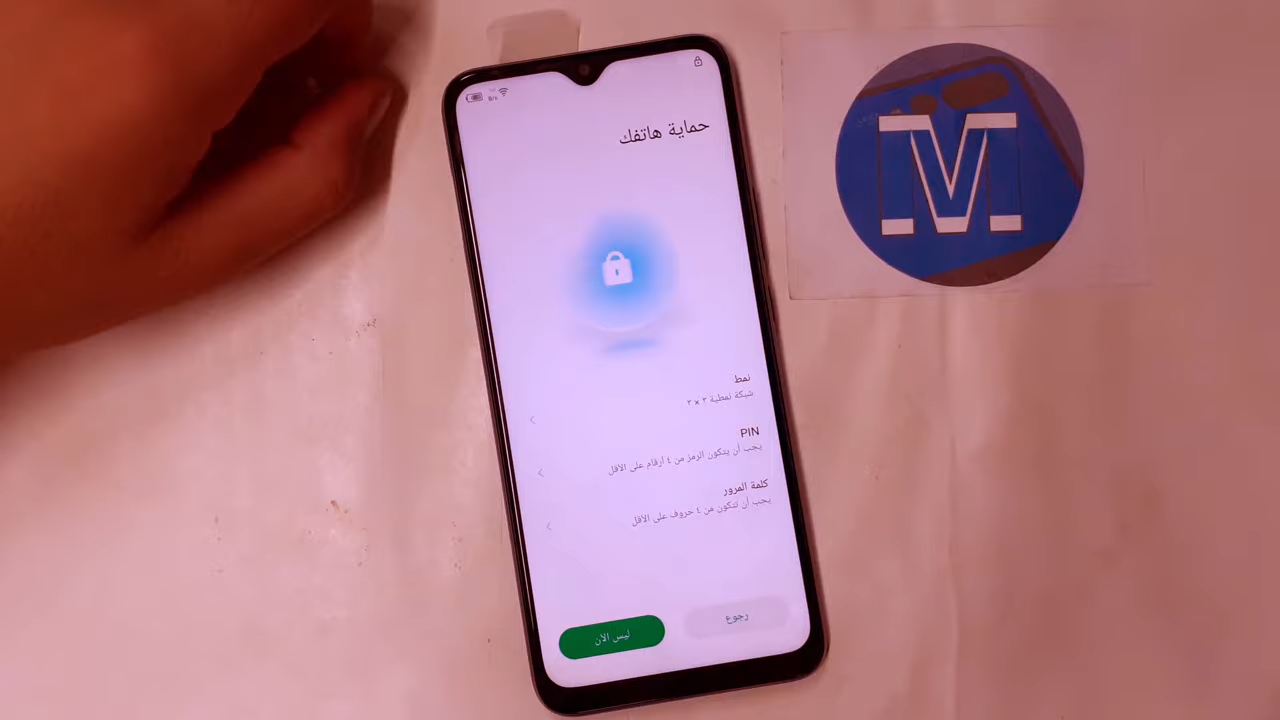 حماية هاتفك
نمط
شبكة نمطية ٣ × ٣
PIN
يجب أن يتكون الرمز من ٤ أرقام على الأقل
كلمة المرور
يجب أن تتكون من ٤ حروف على الأقل
رجوع
ليس الآن
M